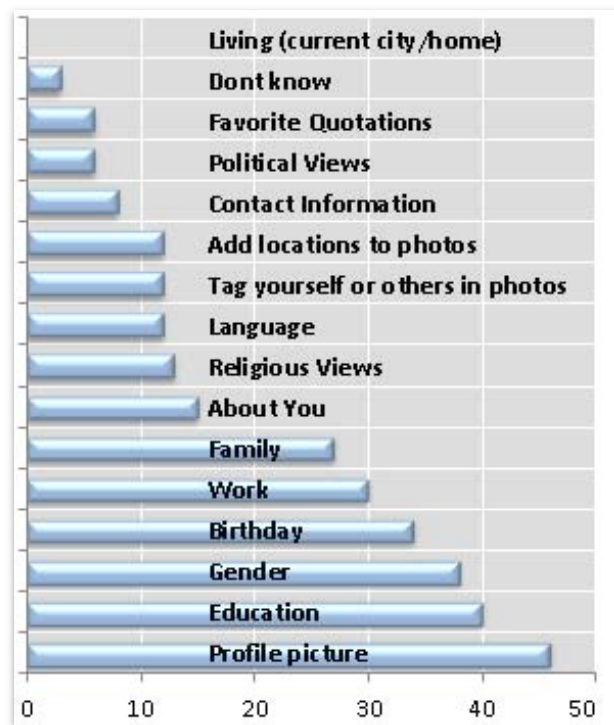 Living (current city/home)
Dont know
Favorite Quotations
Political Views
Contact Information
Add locations to photos
Tag yourself or others in photos
Language
Religious Views
About You
Family
Work
Birthday
Gender
Education
Profile picture
0 10 20 30 40 50